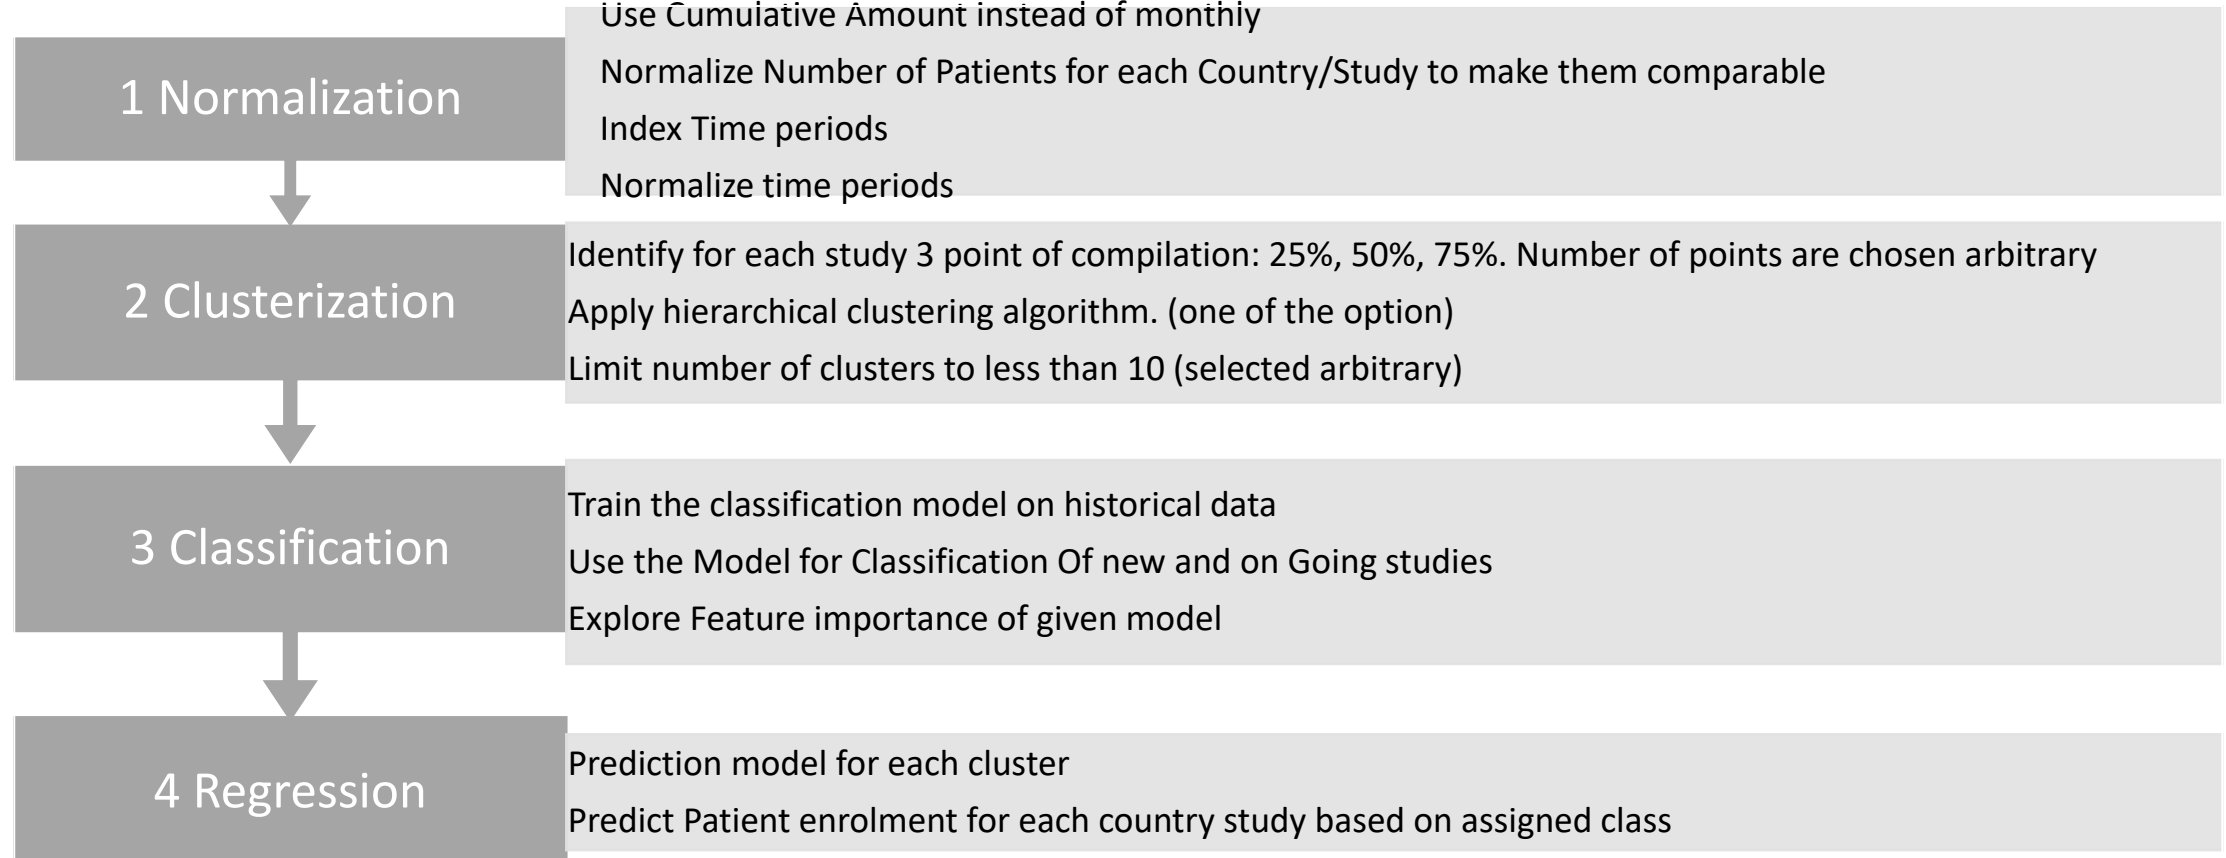 Use Cumulative Amount instead of monthly
1 Normalization
Normalize Number of Patients for each Country/Study to make them comparable
Index Time periods
Normalize time periods
2 Clusterization
Identify for each study 3 point of compilation: 25%, 50%, 75%. Number of points are chosen arbitrary
Apply hierarchical clustering algorithm. (one of the option)
Limit number of clusters to less than 10 (selected arbitrary)
3 Classification
Train the classification model on historical data
Use the Model for Classification Of new and on Going studies
Explore Feature importance of given model
4 Regression
Prediction model for each cluster
Predict Patient enrolment for each country study based on assigned class